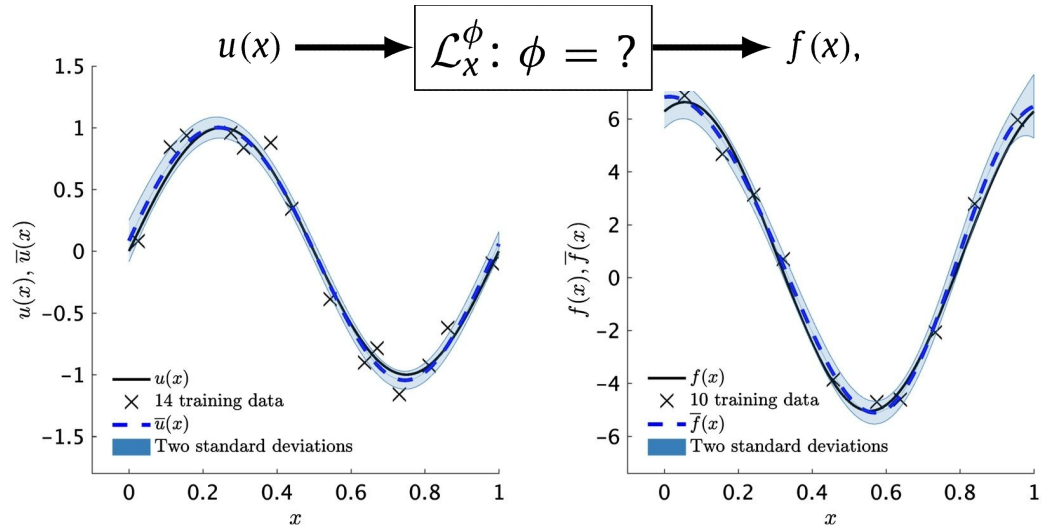 u(x) → 𝓛ₓ^ϕ: ϕ = ? → f(x),
1.5
1
0.5
0
−0.5
−1
−1.5
u(x), u̅(x)
u(x)
14 training data
u̅(x)
Two standard deviations
0 0.2 0.4 0.6 0.8 1
x
6
4
2
0
−2
−4
−6
f(x), f̅(x)
f(x)
10 training data
f̅(x)
Two standard deviations
0 0.2 0.4 0.6 0.8 1
x